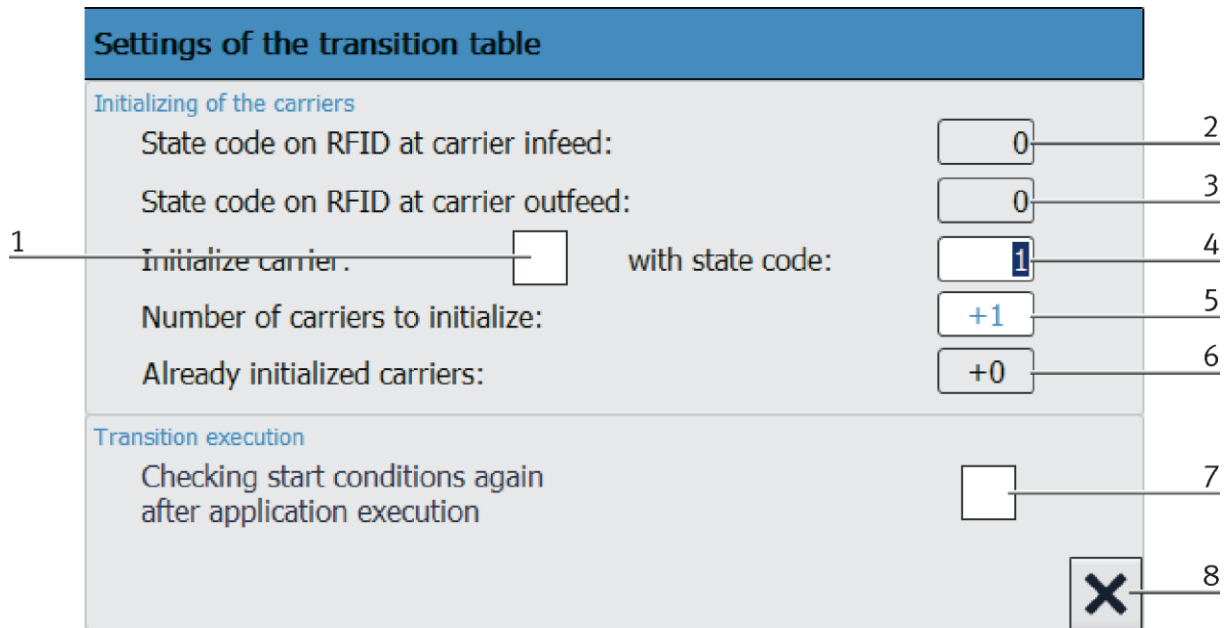 Settings of the transition table
Initializing of the carriers
State code on RFID at carrier infeed: 0 2
State code on RFID at carrier outfeed: 0 3
1 Initialize carrier: with state code: 1 4
Number of carriers to initialize: +1 5
Already initialized carriers: +0 6
Transition execution
Checking start conditions again
after application execution
7
8